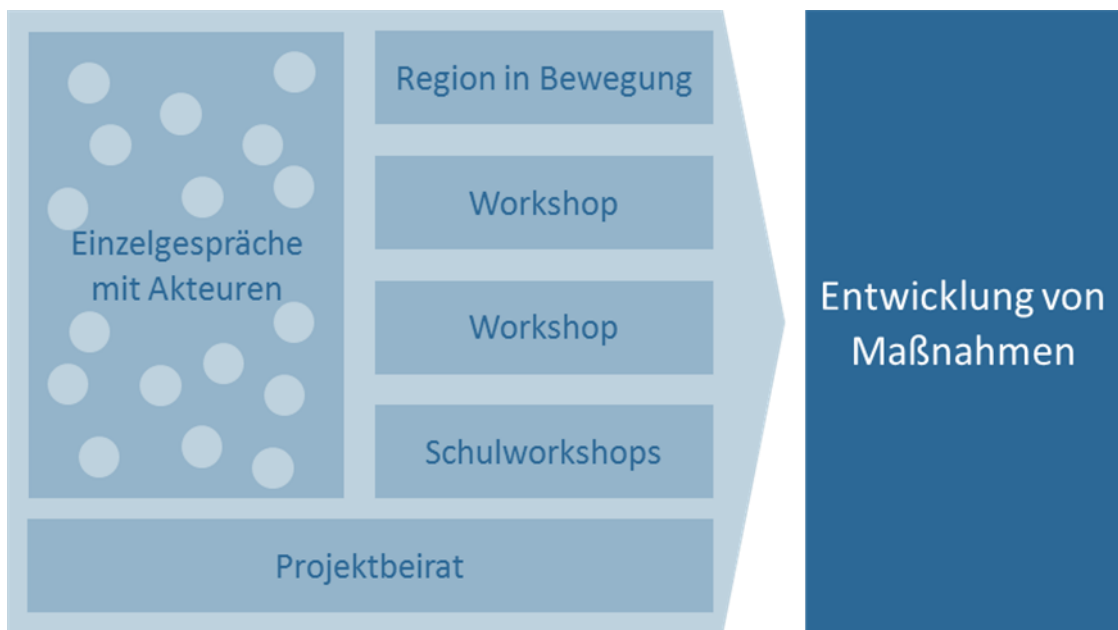 Einzelgespräche
mit Akteuren
Region in Bewegung
Workshop
Workshop
Schulworkshops
Projektbeirat
Entwicklung von
Maßnahmen